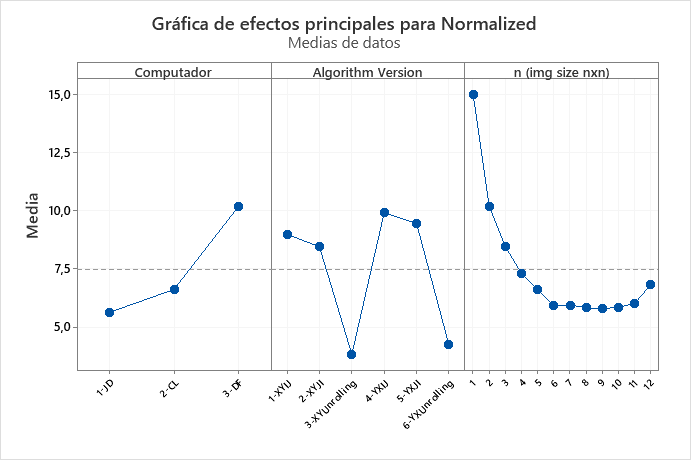 Gráfica de efectos principales para Normalized
Medias de datos
Computador
Algorithm Version
n (img size nxn)
Media
15,0
12,5
10,0
7,5
5,0
1-JD
2-CL
3-DF
1-XYIJ
2-XYJI
3-XYUnrolling
4-YXIJ
5-YXJI
6-YXUnrolling
1
2
3
4
5
6
7
8
9
10
11
12